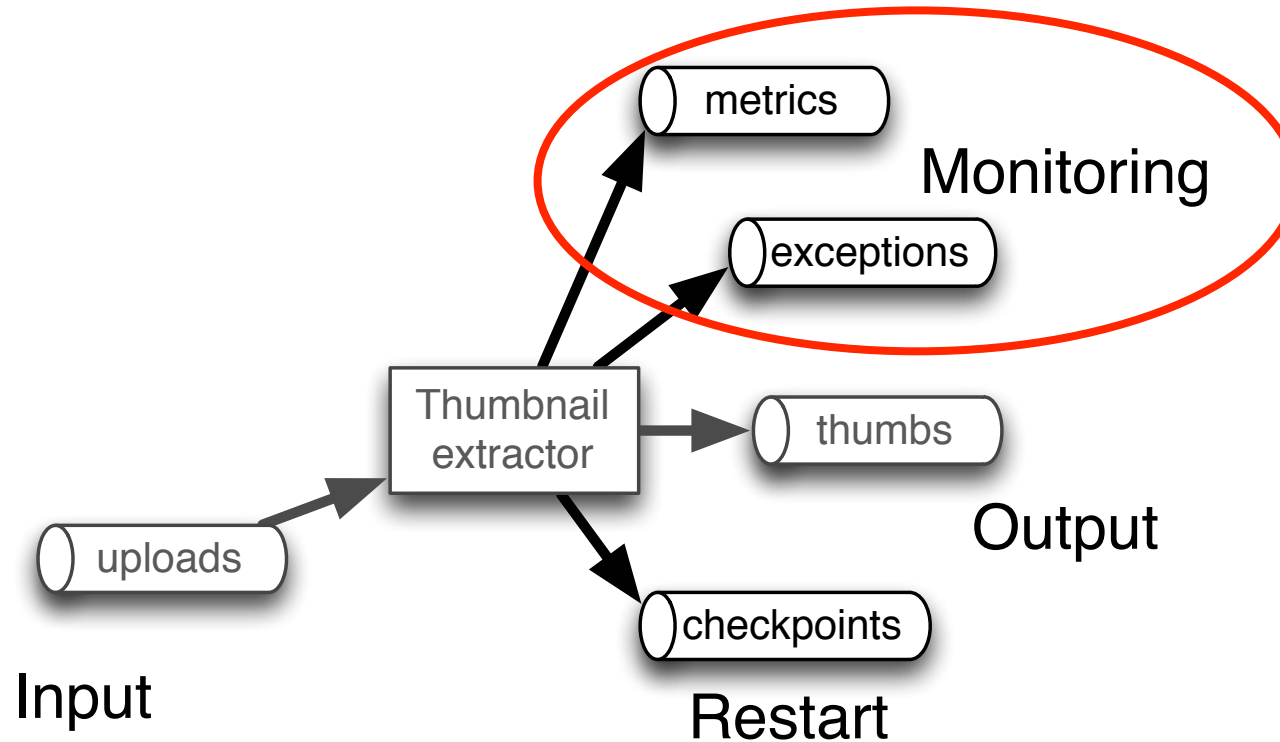 metrics
Monitoring
exceptions
Thumbnail
extractor
thumbs
Output
uploads
checkpoints
Input
Restart